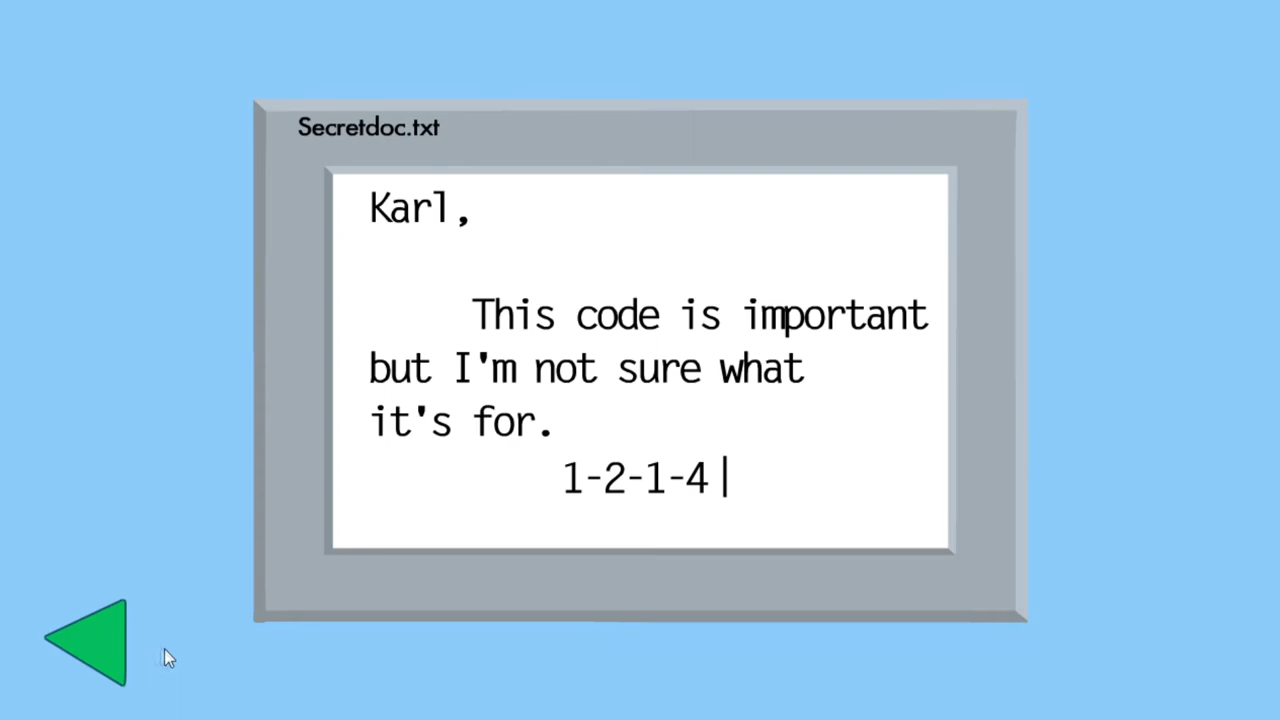 Secretdoc.txt
Karl,
This code is important
but I'm not sure what
it's for.
1-2-1-4